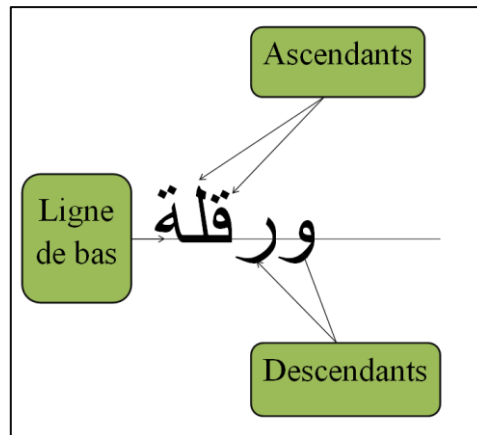 Ascendants
Ligne
de bas
ورقلة
Descendants